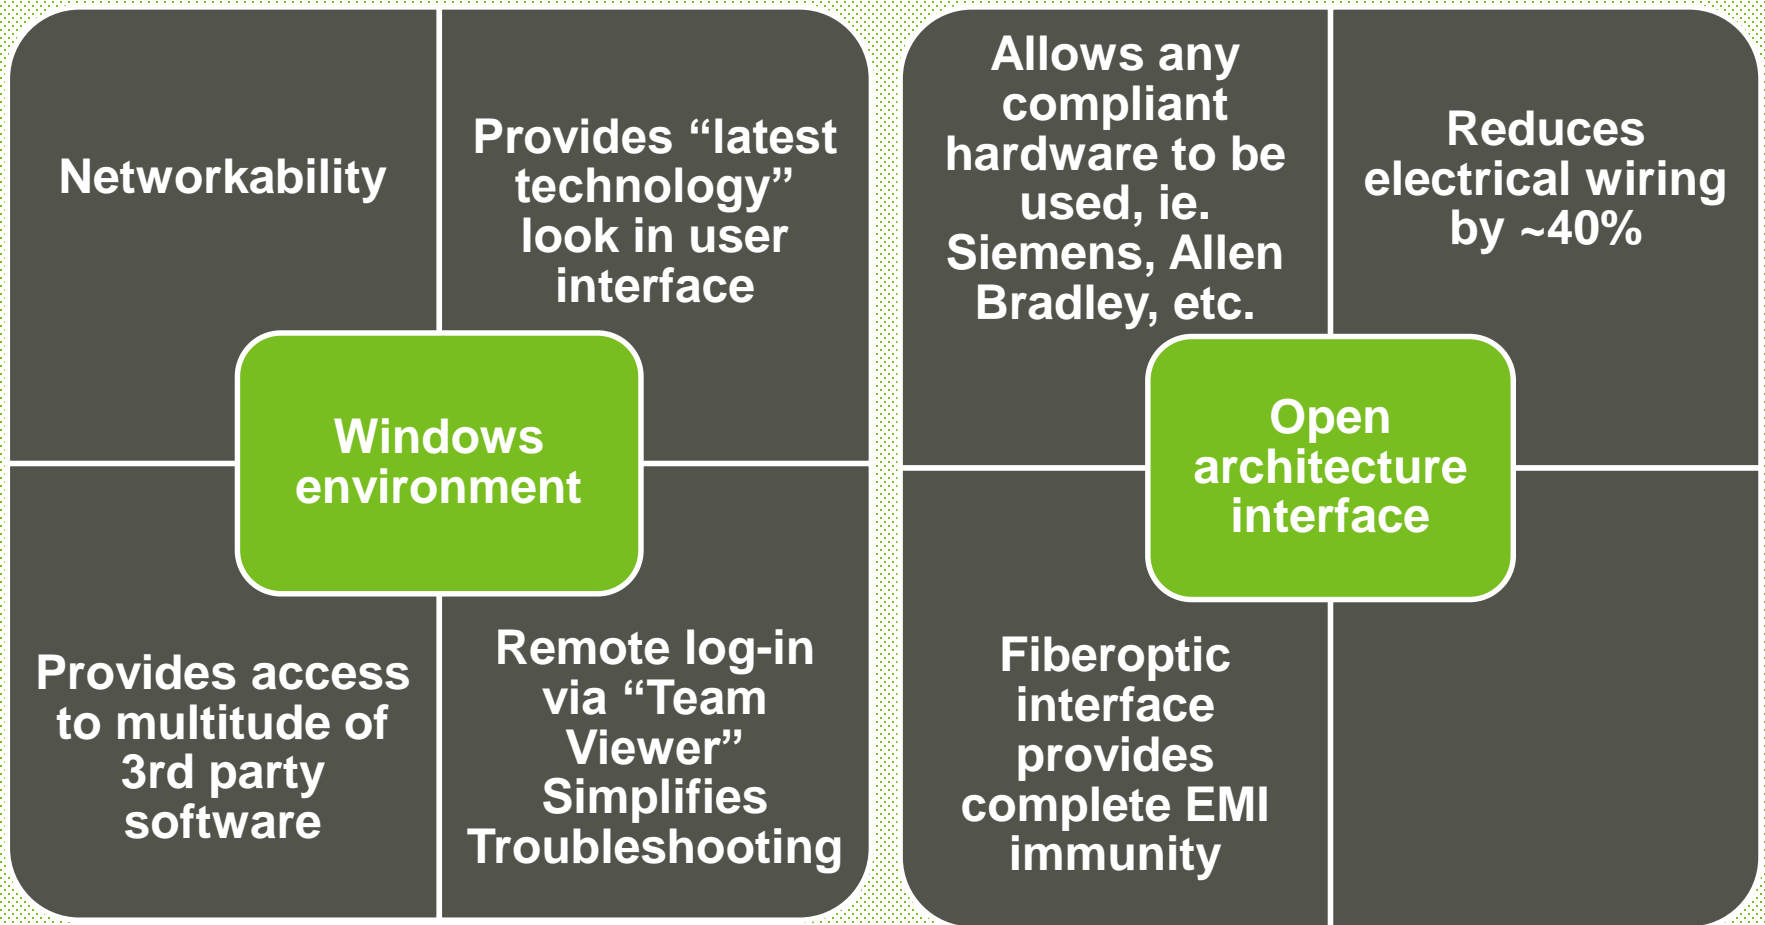 Networkability
Provides “latest
technology”
look in user
interface
Windows
environment
Provides access
to multitude of
3rd party
software
Remote log-in
via “Team
Viewer”
Simplifies
Troubleshooting
Allows any
compliant
hardware to be
used, ie.
Siemens, Allen
Bradley, etc.
Reduces
electrical wiring
by ~40%
Open
architecture
interface
Fiberoptic
interface
provides
complete EMI
immunity